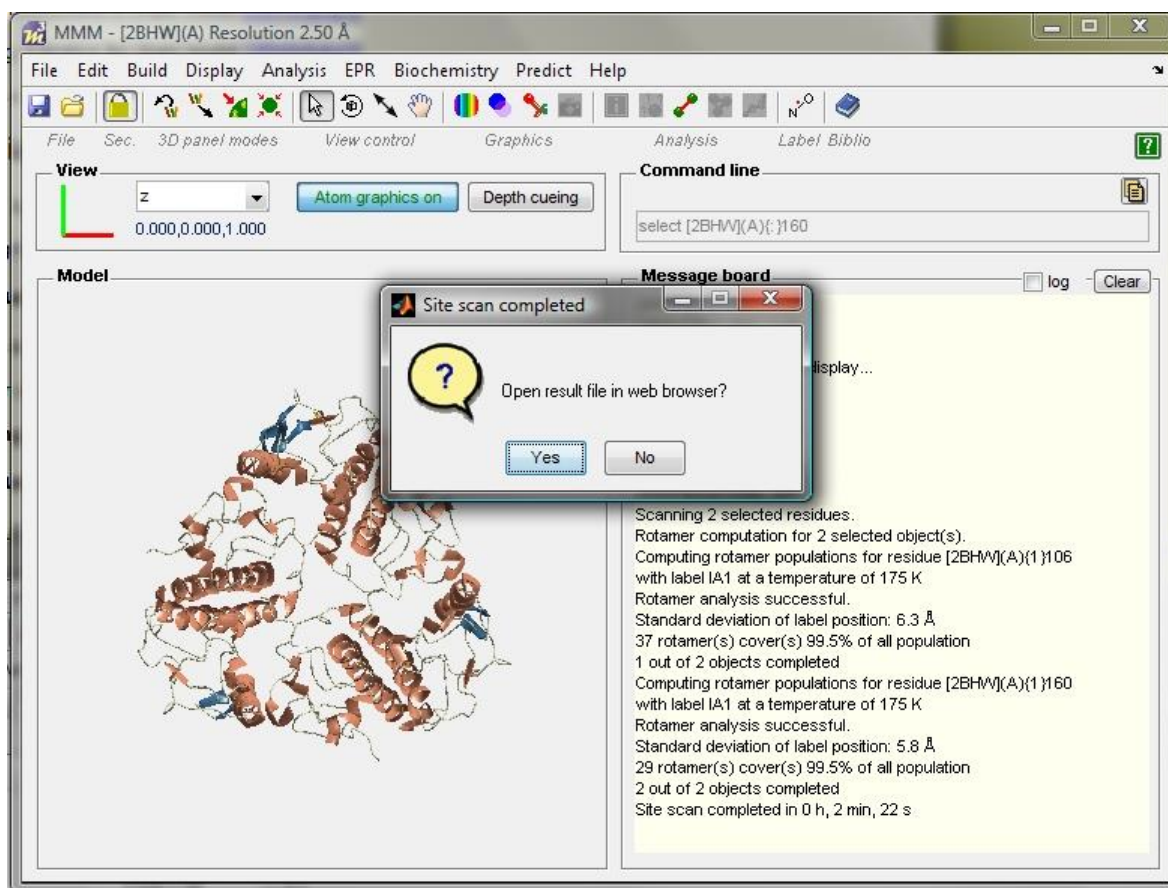 MMM - [2BHW](A) Resolution 2.50 Å
File Edit Build Display Analysis EPR Biochemistry Predict Help
N O
File Sec. 3D panel modes View control Graphics Analysis Label Biblio
?
View
z
Atom graphics on
Depth cueing
0.000,0.000,1.000
Command line
select [2BHW](A){:}160
Model
Message board
log
Clear
display...
Site scan completed
?
Open result file in web browser?
Yes
No
Scanning 2 selected residues.
Rotamer computation for 2 selected object(s).
Computing rotamer populations for residue [2BHW](A){1}106
with label IA1 at a temperature of 175 K
Rotamer analysis successful.
Standard deviation of label position: 6.3 Å
37 rotamer(s) cover(s) 99.5% of all population
1 out of 2 objects completed
Computing rotamer populations for residue [2BHW](A){1}160
with label IA1 at a temperature of 175 K
Rotamer analysis successful.
Standard deviation of label position: 5.8 Å
29 rotamer(s) cover(s) 99.5% of all population
2 out of 2 objects completed
Site scan completed in 0 h, 2 min, 22 s